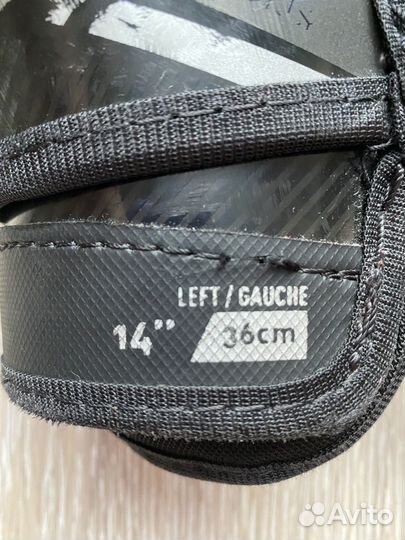 LEFT / GAUCHE
14" 36cm
Avito